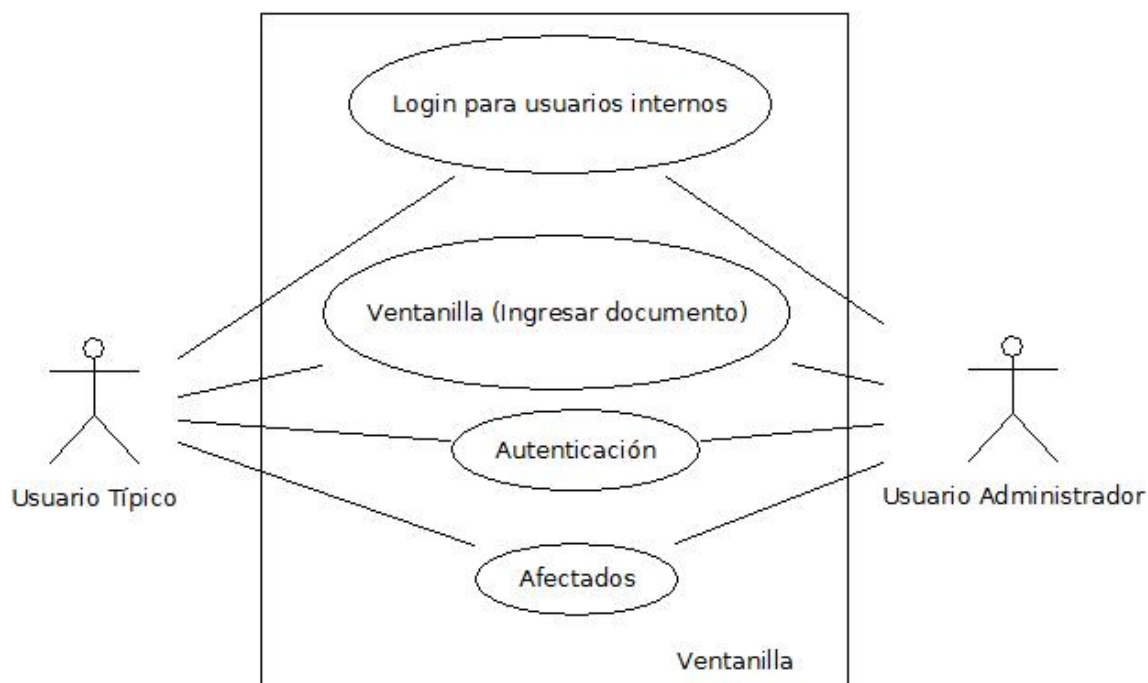 Login para usuarios internos
Ventanilla (Ingresar documento)
Autenticación
Usuario Típico
Usuario Administrador
Afectados
Ventanilla